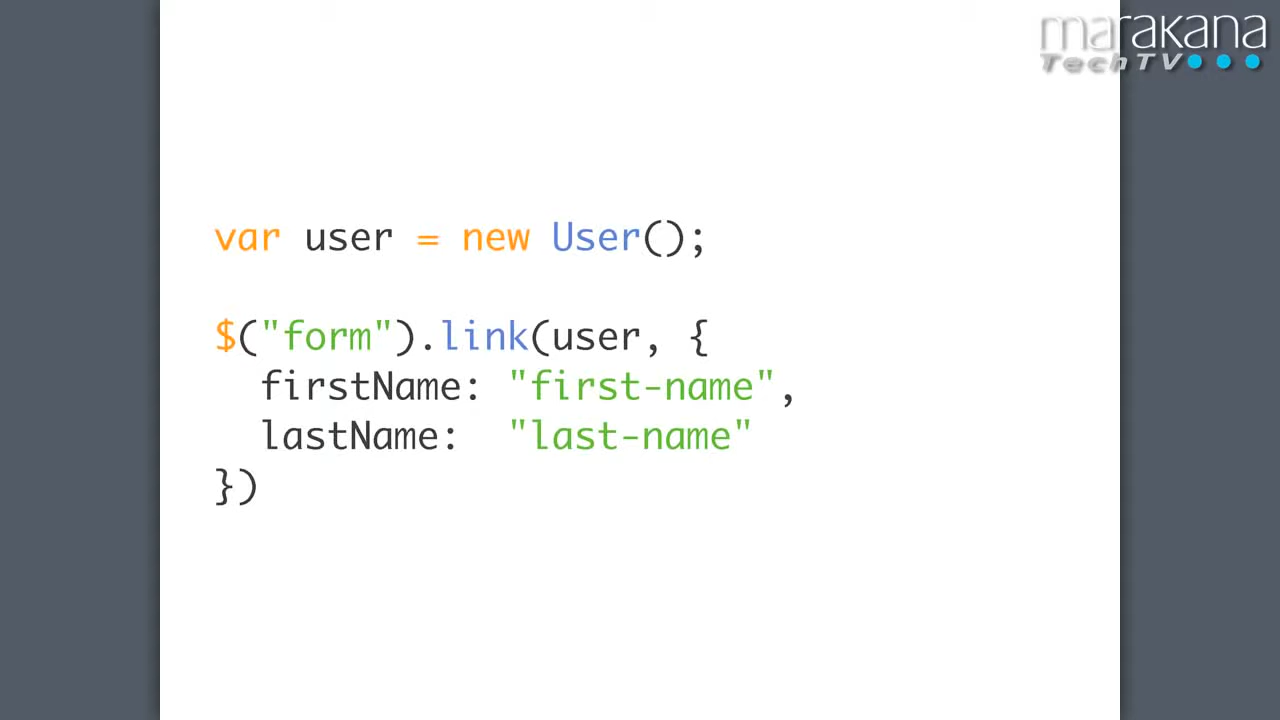 marakana
TechTV
var user = new User();
$("form").link(user, {
  firstName: "first-name",
  lastName:  "last-name"
})